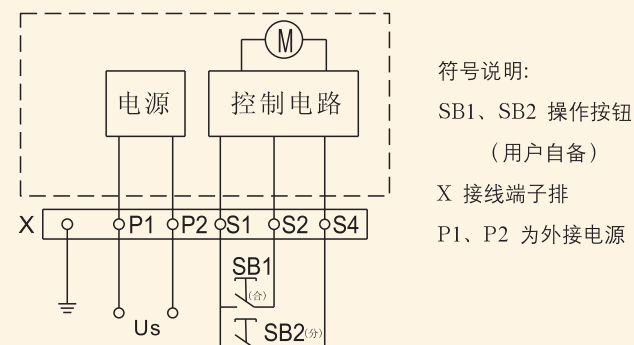 M
电源
控制电路
X P1 P2 S1 S2 S4
SB1
(合)
Us
SB2(分)
符号说明:
SB1、SB2 操作按钮
(用户自备)
X 接线端子排
P1、P2 为外接电源